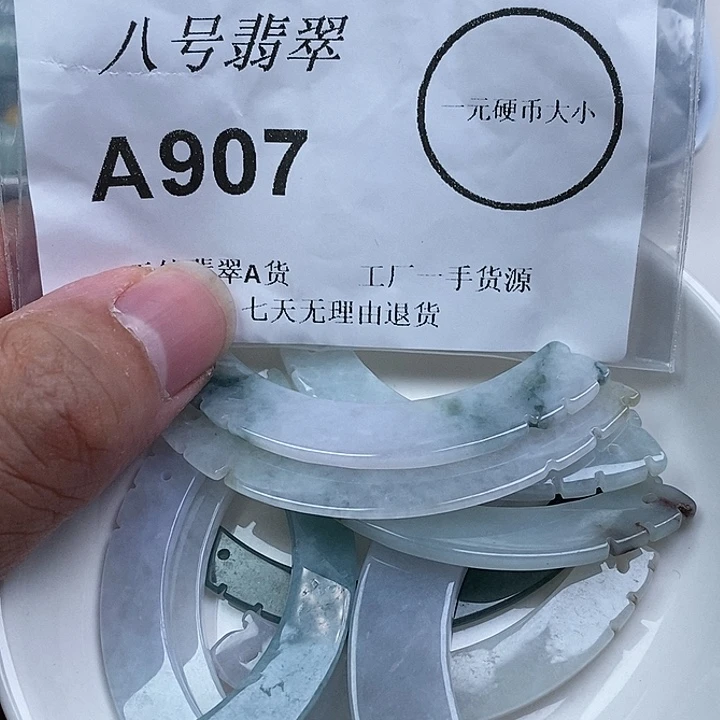 八号翡翠
一元硬币大小
A907
翡翠A货 工厂一手货源
七天无理由退货